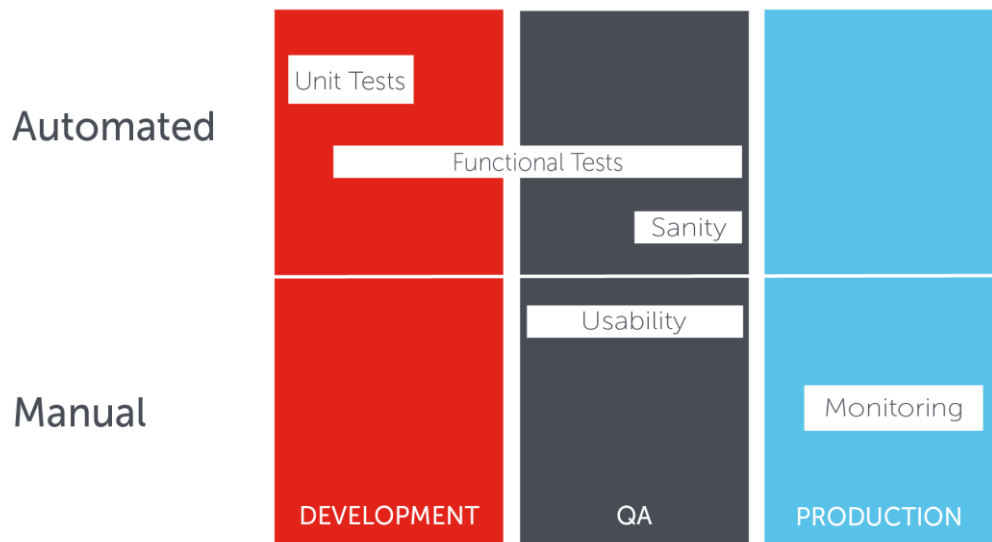 Automated
Unit Tests
Functional Tests
Sanity
Manual
Usability
Monitoring
DEVELOPMENT
QA
PRODUCTION